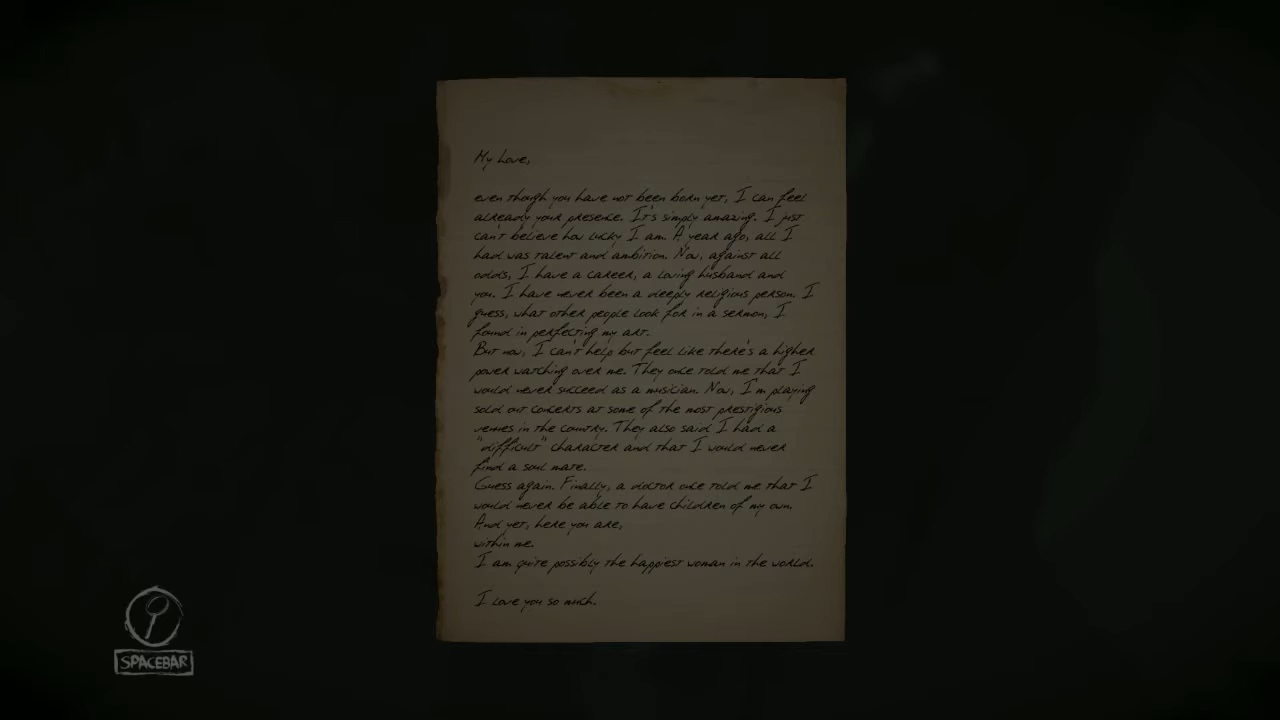 My Love,
even though you have not been born yet, I can feel
already your presence. It's simply amazing. I just
can't believe how lucky I am. A year ago, all I
had was talent and ambition. Now, against all
odds, I have a career, a loving husband and
you. I have never been a deeply religious person. I
guess, what other people look for in a sermon, I
found in perfecting my art.
But now, I can't help but feel like there's a higher
power watching over me. They once told me that I
would never succeed as a musician. Now, I'm playing
sold out concerts at some of the most prestigious
venues in the country. They also said I had a
"difficult" character and that I would never
find a soul mate.
Guess again. Finally, a doctor once told me that I
would never be able to have children of my own.
And yet, here you are,
within me.
I am quite possibly the happiest woman in the world.
I love you so much.
SPACEBAR